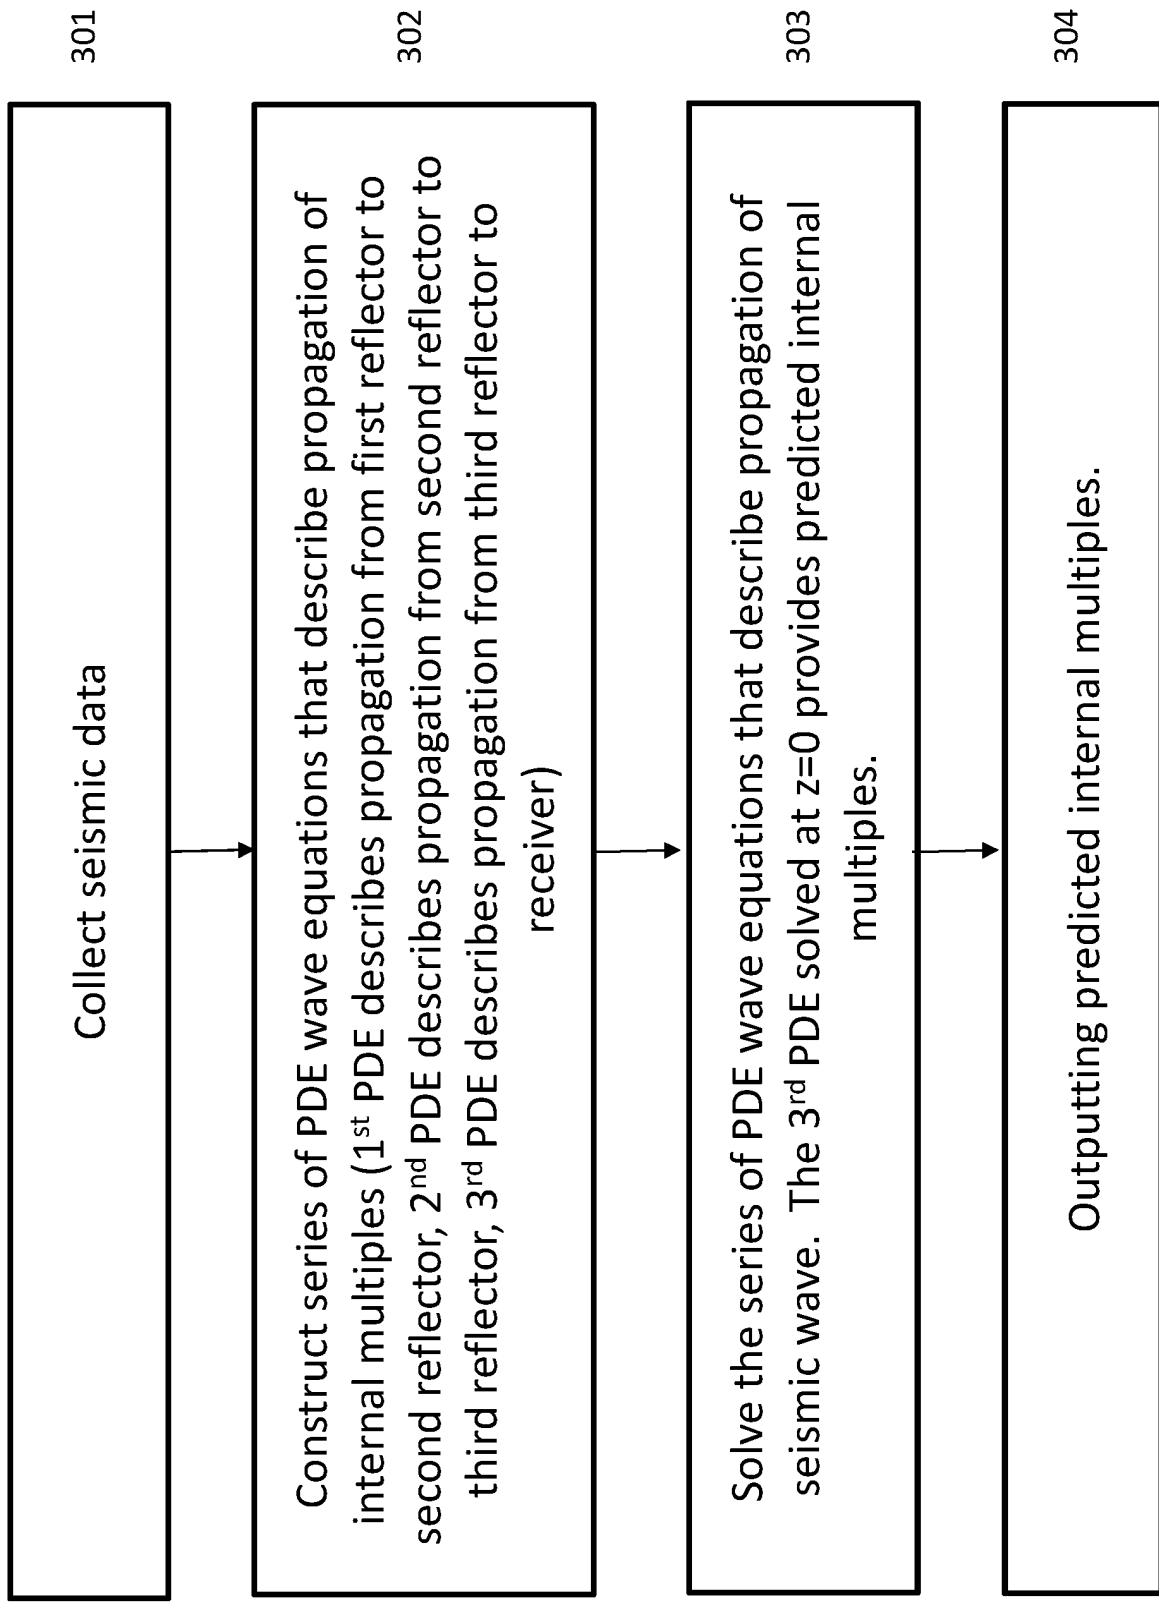 Collect seismic data
301
Construct series of PDE wave equations that describe propagation of
internal multiples (1st PDE describes propagation from first reflector to
second reflector, 2nd PDE describes propagation from second reflector to
third reflector, 3rd PDE describes propagation from third reflector to
receiver)
302
Solve the series of PDE wave equations that describe propagation of
seismic wave. The 3rd PDE solved at z=0 provides predicted internal
multiples.
303
Outputting predicted internal multiples.
304